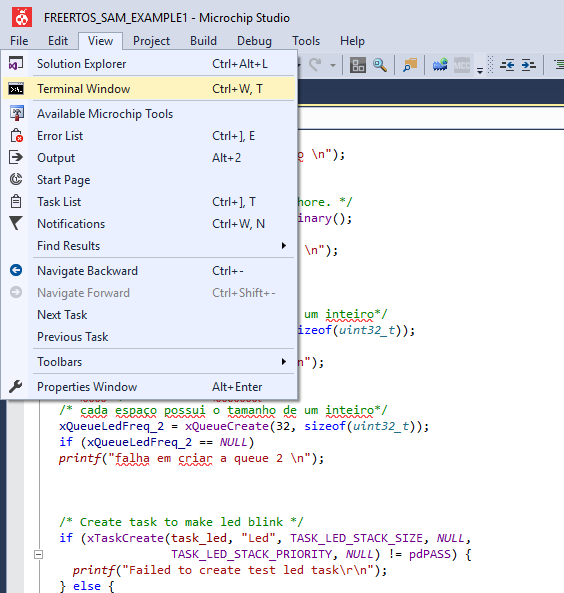 FREERTOS_SAM_EXAMPLE1 - Microchip Studio
File Edit View Project Build Debug Tools Help
Solution Explorer Ctrl+Alt+L
Terminal Window Ctrl+W, T
Available Microchip Tools
Error List Ctrl+], E
Output Alt+2
Start Page
Task List Ctrl+], T
Notifications Ctrl+W, N
Find Results
Navigate Backward Ctrl+-
Navigate Forward Ctrl+Shift+-
Next Task
Previous Task
Toolbars
Properties Window Alt+Enter
o \n");
hore. */
inary();
\n");
um inteiro*/
sizeof(uint32_t));
\n");
/* cada espaço possui o tamanho de um inteiro*/
xQueueLedFreq_2 = xQueueCreate(32, sizeof(uint32_t));
if (xQueueLedFreq_2 == NULL)
printf("falha em criar a queue 2 \n");
/* Create task to make led blink */
if (xTaskCreate(task_led, "Led", TASK_LED_STACK_SIZE, NULL,
TASK_LED_STACK_PRIORITY, NULL) != pdPASS) {
printf("Failed to create test led task\r\n");
} else {